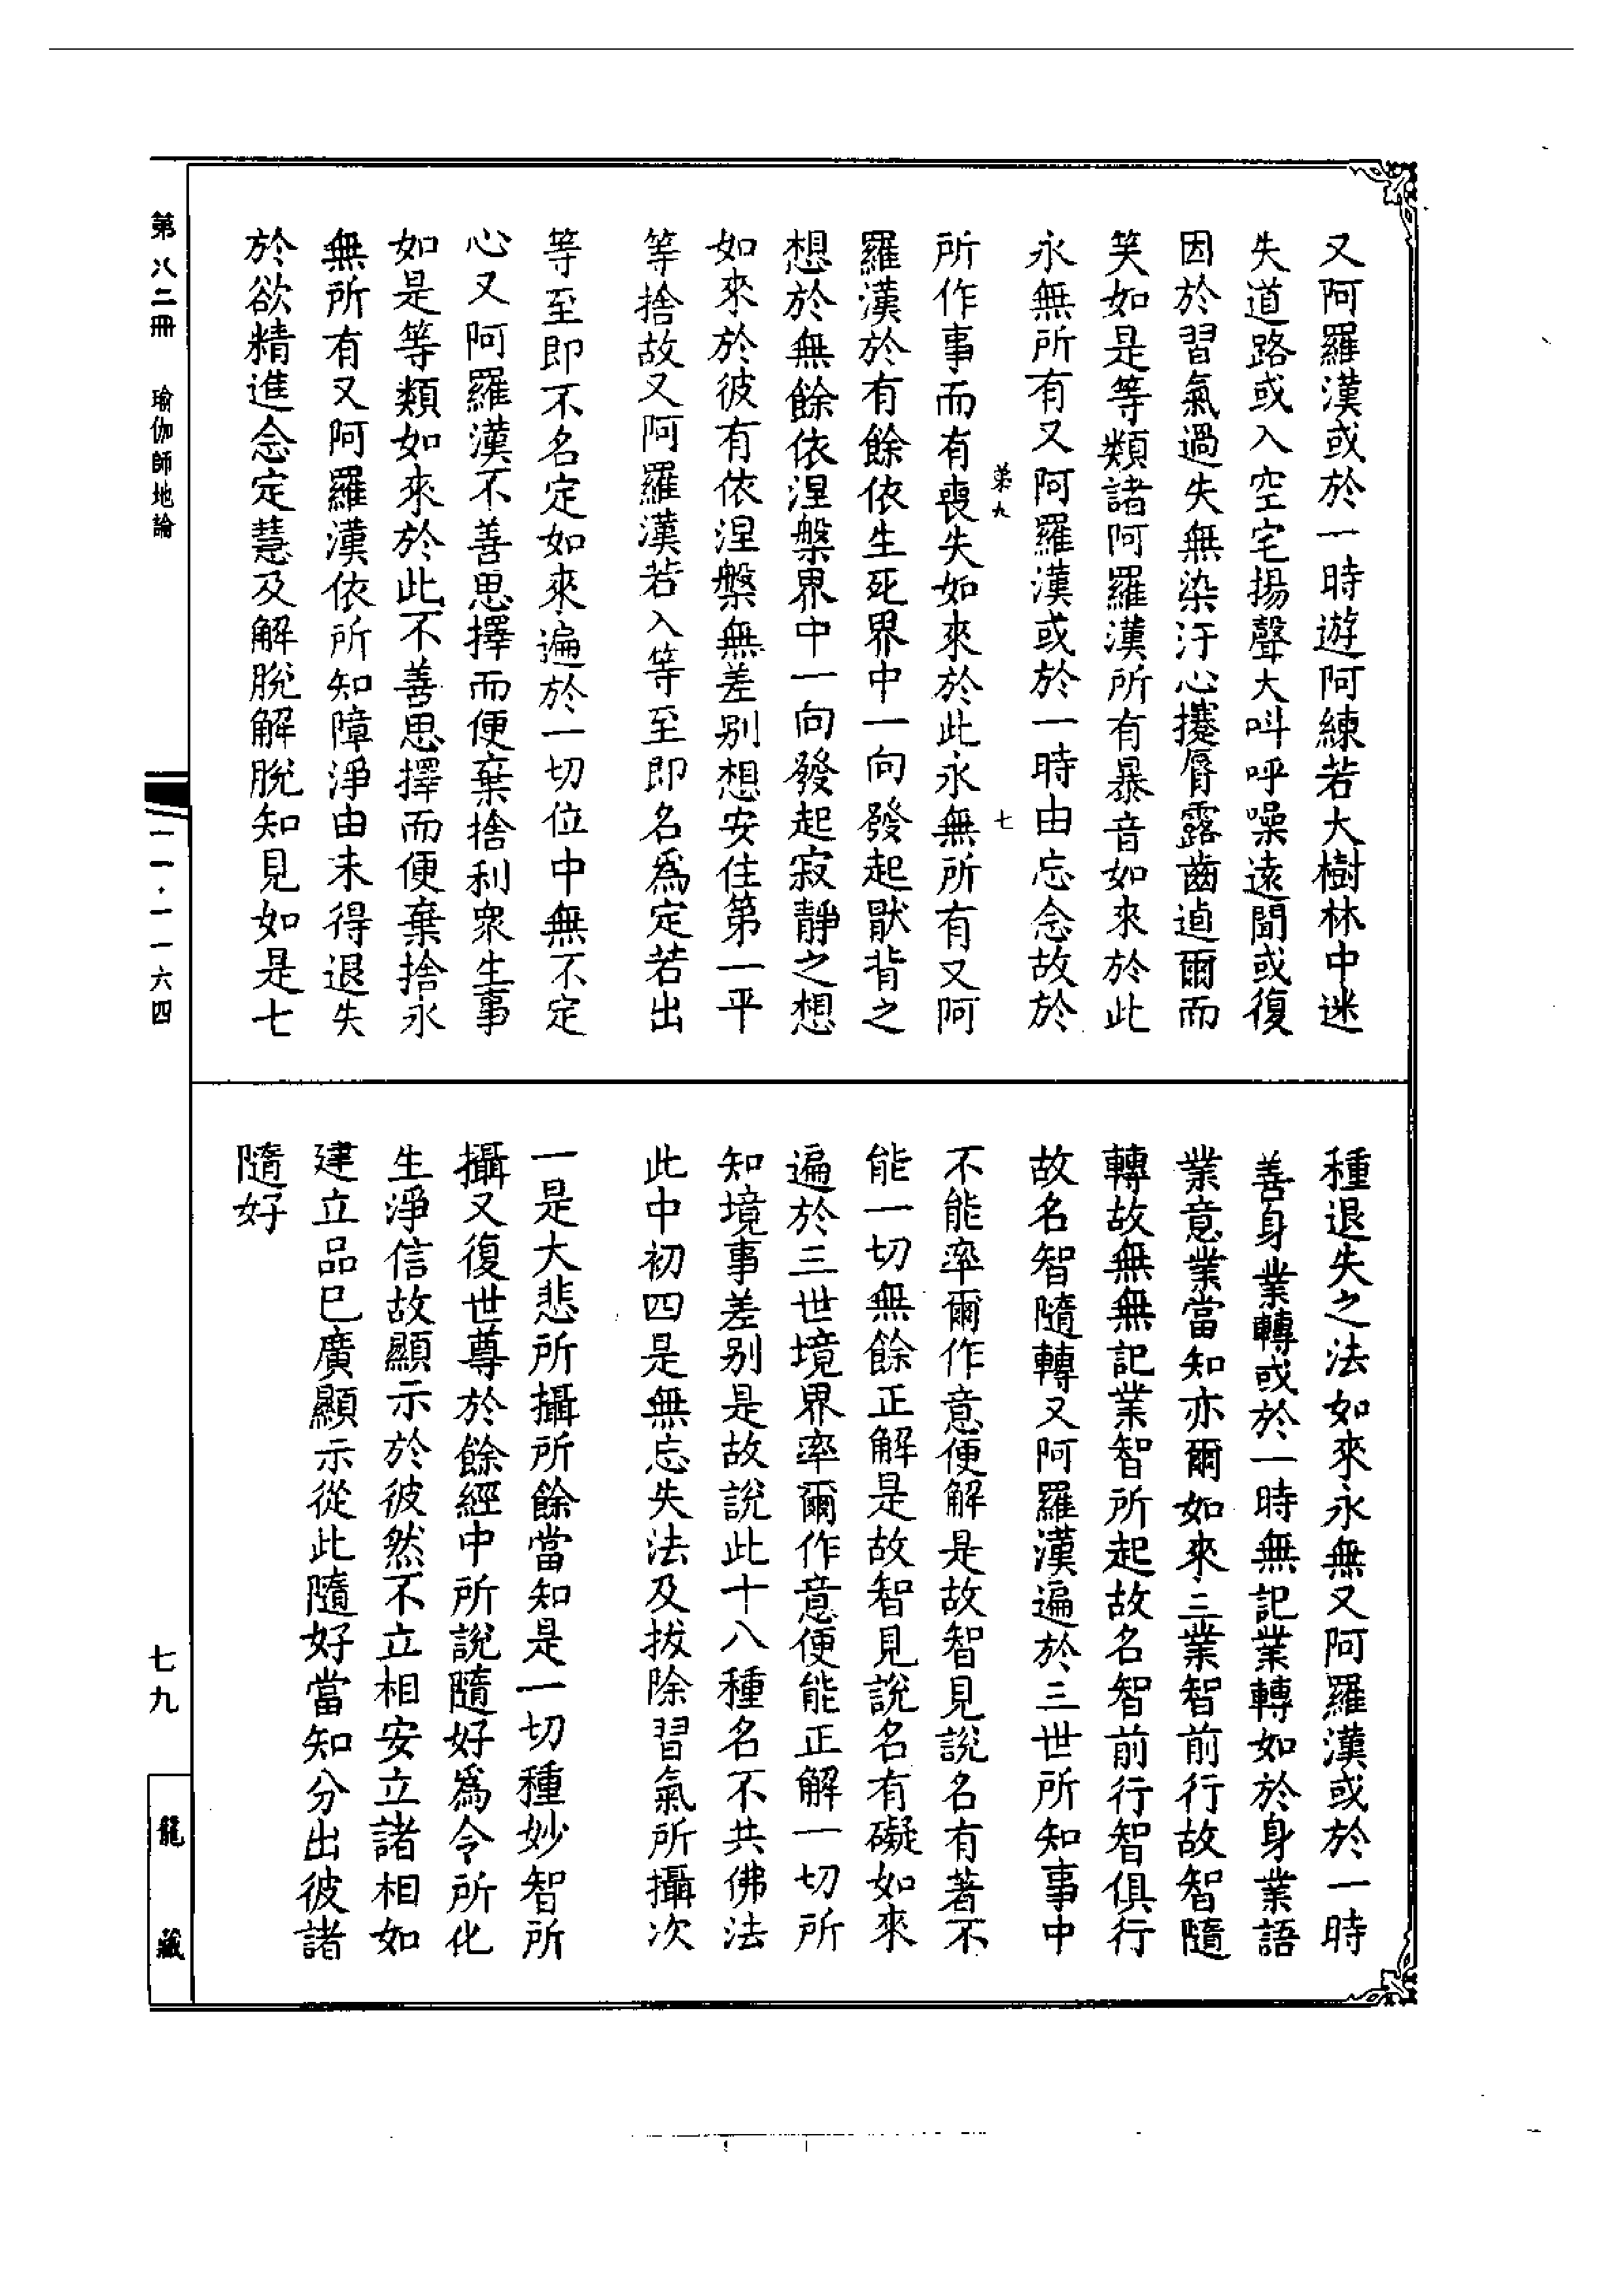 又阿羅漢或於一時遊阿練若大樹林中迷
失道路或入空宅揚聲大叫呼噪遠聞或復
因於習氣過失無染汙心攓脣露齒逌爾而
笑如是等類諸阿羅漢所有暴音如來於此
永無所有又阿羅漢或於一時由忘念故於
第九 七
所作事而有喪失如來於此永無所有又阿
羅漢於有餘依生死界中一向發起猒背之
想於無餘依涅槃界中一向發起寂靜之想
如來於彼有依涅槃無差别想安住第一平
等捨故又阿羅漢若入等至即名爲定若出
等至即不名定如來遍於一切位中無不定
心又阿羅漢不善思擇而便棄捨利衆生事
如是等類如來於此不善思擇而便棄捨永
無所有又阿羅漢依所知障淨由未得退失
於欲精進念定慧及解脫解脫知見如是七
種退失之法如來永無又阿羅漢或於一時
善身業轉或於一時無記業轉如於身業語
業意業當知亦爾如來三業智前行故智隨
轉故無無記業智所起故名智前行智俱行
故名智隨轉又阿羅漢遍於三世所知事中
不能率爾作意便解是故智見說名有著不
能一切無餘正解是故智見說名有礙如來
遍於三世境界率爾作意便能正解一切所
知境事差别是故說此十八種名不共佛法
此中初四是無忘失法及拔除習氣所攝次
一是大悲所攝所餘當知是一切種妙智所
攝又復世尊於餘經中所說隨好爲令所化
生淨信故顯示於彼然不立相安立諸相如
建立品已廣顯示從此隨好當知分出彼諸
隨好
第八二冊 瑜伽師地論
一一一·一一六四
七九
龍藏